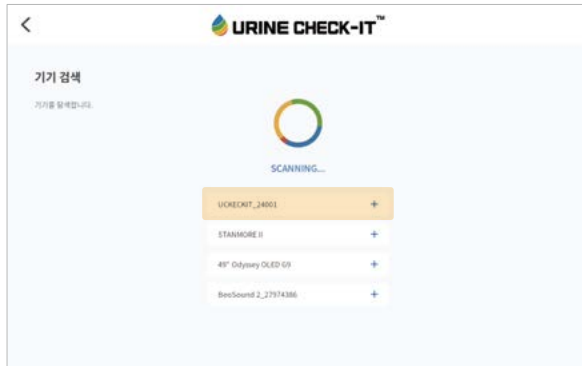 URINE CHECK-IT™
기기 검색
기기를 탐색합니다.
SCANNING...
UCKECKIT_24001
STANMORE II
49" Odyssey OLED G9
BeoSound 2_27974386